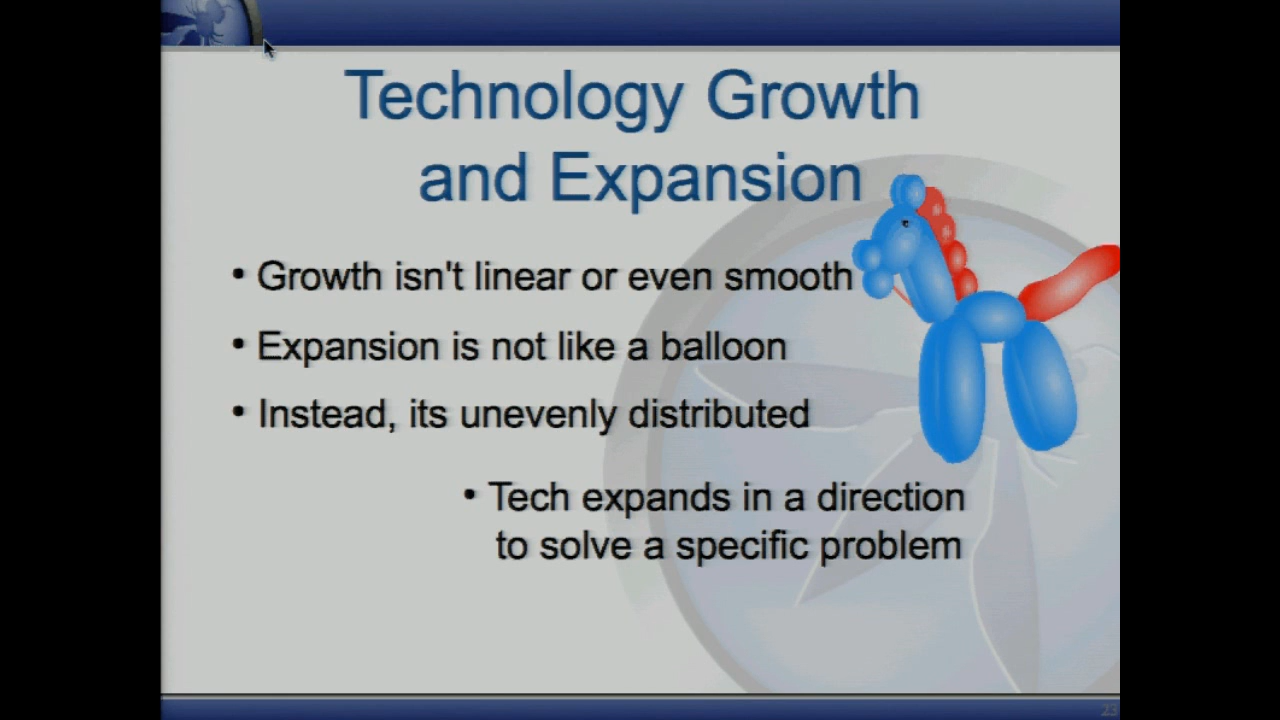 Technology Growth
and Expansion
• Growth isn't linear or even smooth
• Expansion is not like a balloon
• Instead, its unevenly distributed
• Tech expands in a direction
to solve a specific problem
23